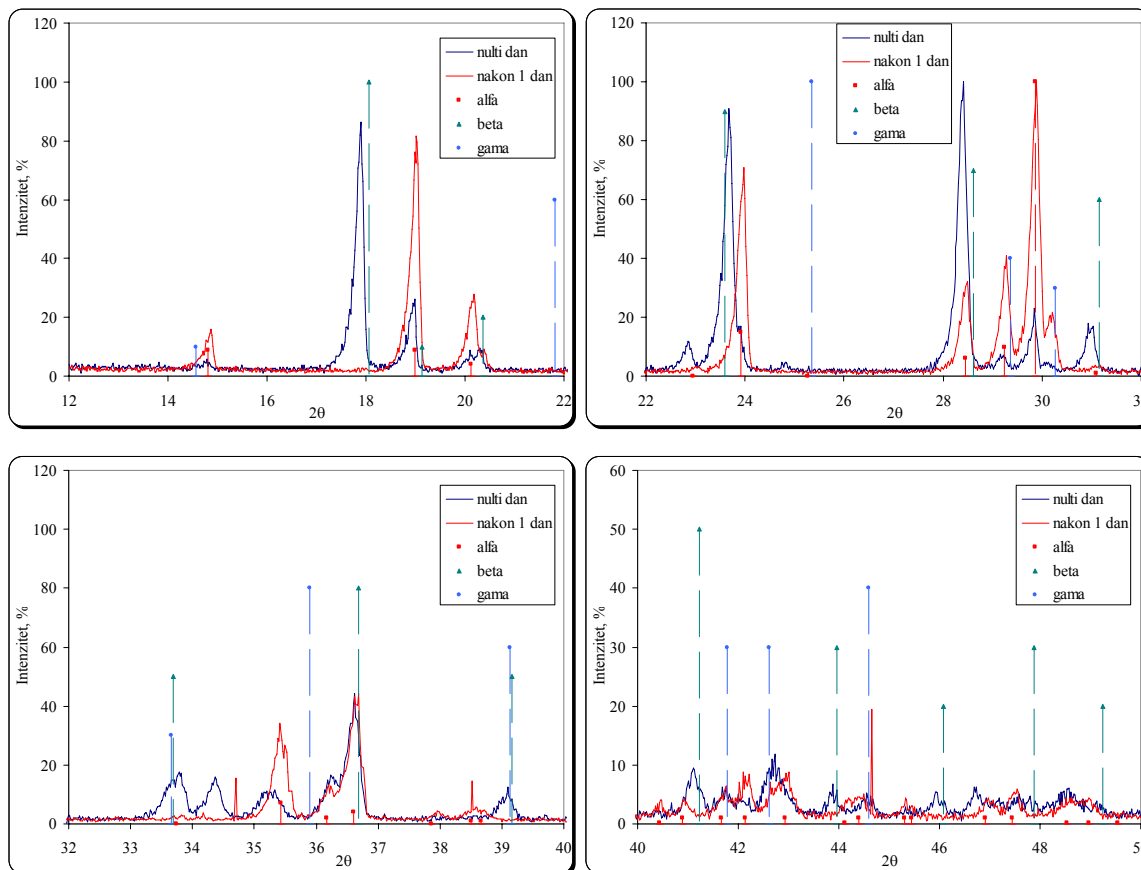 120
100
80
60
40
20
0
Intenzitet, %
12 14 16 18 20 22
2θ
nulti dan
nakon 1 dan
alfa
beta
gama
120
100
80
60
40
20
0
Intenzitet, %
22 24 26 28 30
2θ
nulti dan
nakon 1 dan
alfa
beta
gama
120
100
80
60
40
20
0
Intenzitet, %
32 33 34 35 36 37 38 39 40
2θ
nulti dan
nakon 1 dan
alfa
beta
gama
60
50
40
30
20
10
0
Intenzitet, %
40 42 44 46 48
2θ
nulti dan
nakon 1 dan
alfa
beta
gama